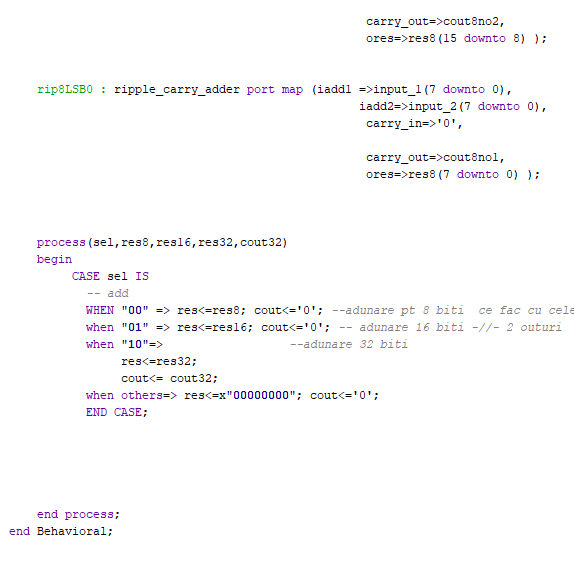 carry_out=>cout8no2,
ores=>res8(15 downto 8) );
rip8LSB0 : ripple_carry_adder port map (iadd1 =>input_1(7 downto 0),
iadd2=>input_2(7 downto 0),
carry_in=>'0',
carry_out=>cout8no1,
ores=>res8(7 downto 0) );
process(sel,res8,res16,res32,cout32)
begin
CASE sel IS
-- add
WHEN "00" => res<=res8; cout<='0'; --adunare pt 8 biti  ce fac cu cele
when "01" => res<=res16; cout<='0'; -- adunare 16 biti -//- 2 outuri
when "10"=> --adunare 32 biti
res<=res32;
cout<= cout32;
when others=> res<=x"00000000"; cout<='0';
END CASE;
end process;
end Behavioral;